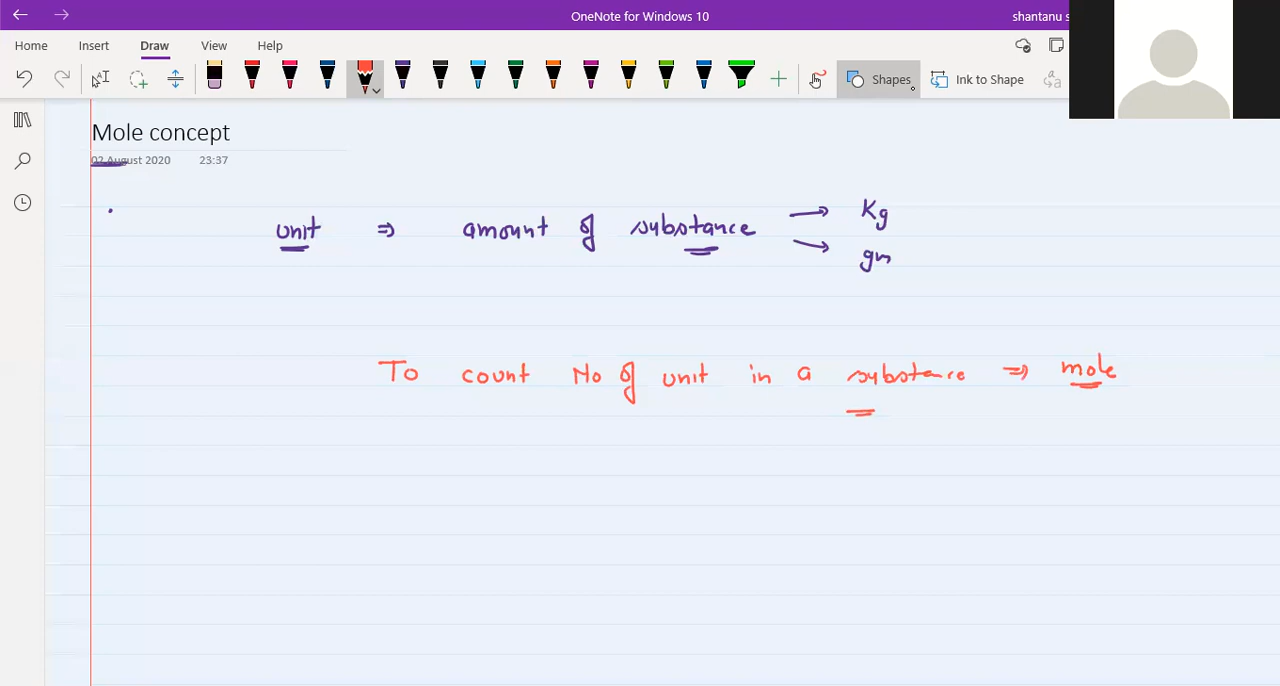 OneNote for Windows 10
shantanu s
Home Insert Draw View Help
Shapes Ink to Shape
Mole concept
02 August 2020 23:37
unit ⇒ amount of substance → Kg
→ gm
To count No of unit in a substance ⇒ mole